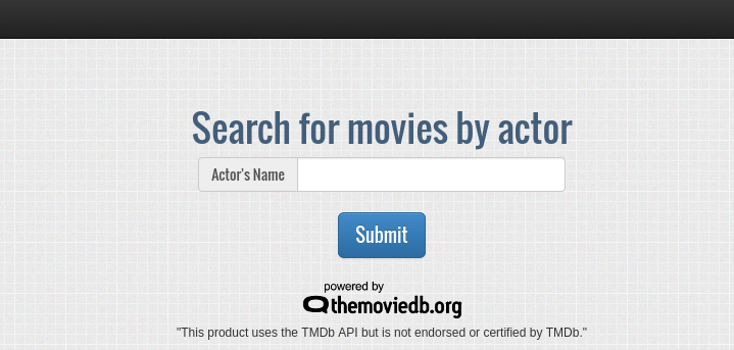 Search for movies by actor
Actor's Name
Submit
powered by
themoviedb.org
"This product uses the TMDb API but is not endorsed or certified by TMDb."